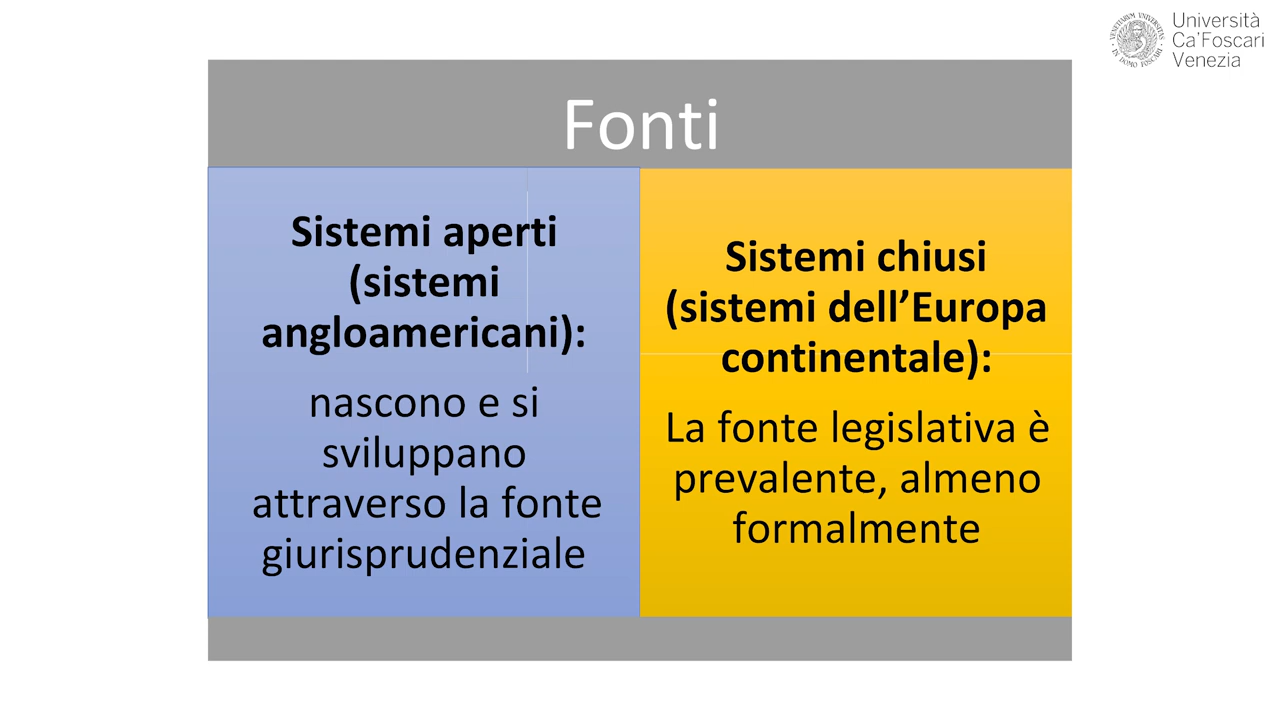 Università
Ca'Foscari
Venezia
Fonti
Sistemi aperti
(sistemi
angloamericani):
nascono e si
sviluppano
attraverso la fonte
giurisprudenziale
Sistemi chiusi
(sistemi dell’Europa
continentale):
La fonte legislativa è
prevalente, almeno
formalmente